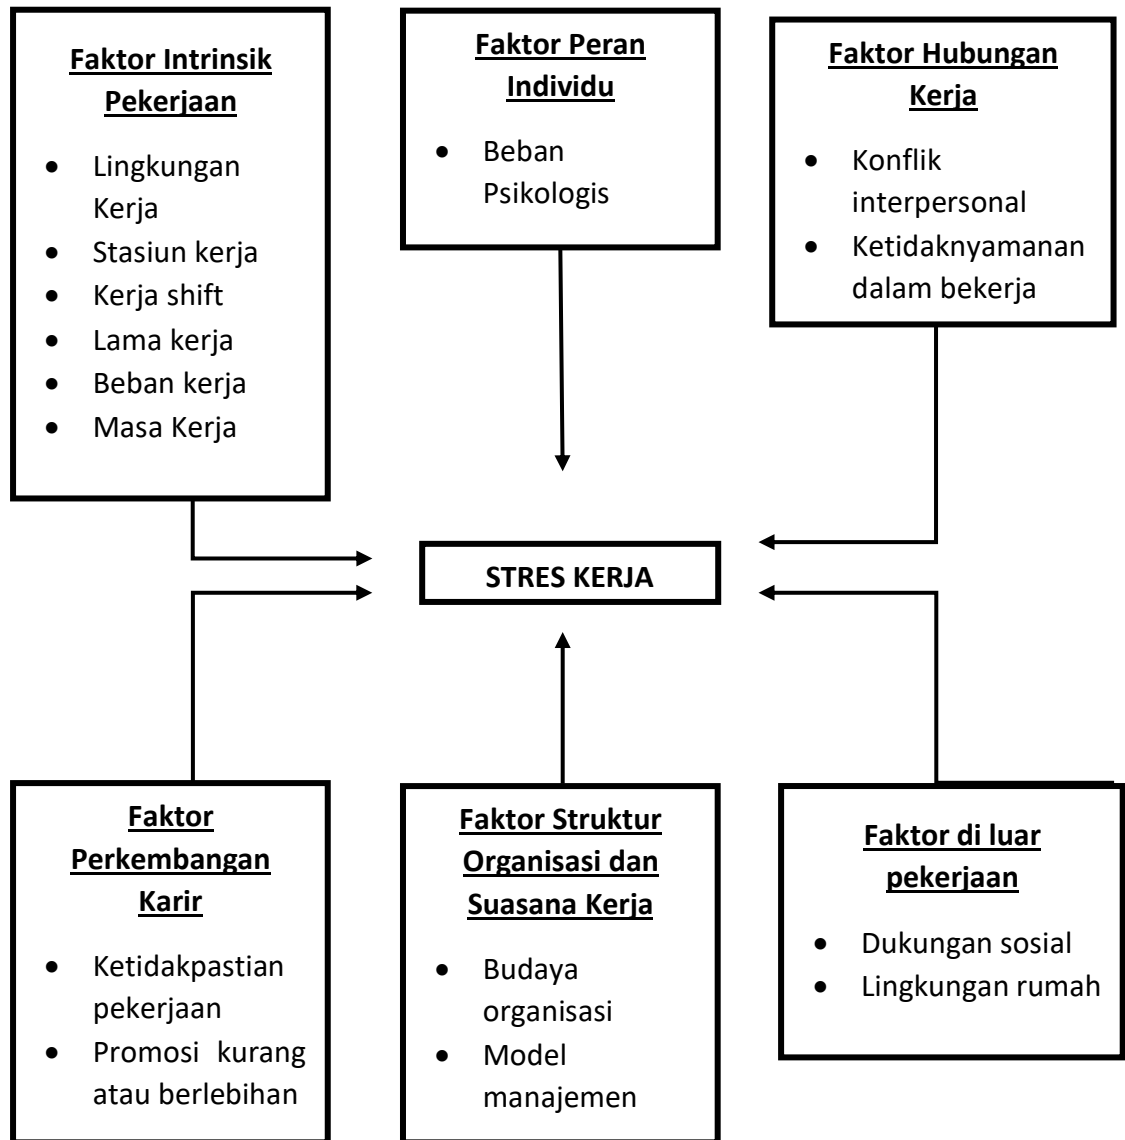 Faktor Intrinsik
Pekerjaan
• Lingkungan
Kerja
• Stasiun kerja
• Kerja shift
• Lama kerja
• Beban kerja
• Masa Kerja
Faktor Peran
Individu
• Beban
Psikologis
Faktor Hubungan
Kerja
• Konflik
interpersonal
• Ketidaknyamanan
dalam bekerja
STRES KERJA
Faktor
Perkembangan
Karir
• Ketidakpastian
pekerjaan
• Promosi kurang
atau berlebihan
Faktor Struktur
Organisasi dan
Suasana Kerja
• Budaya
organisasi
• Model
manajemen
Faktor di luar
pekerjaan
• Dukungan sosial
• Lingkungan rumah